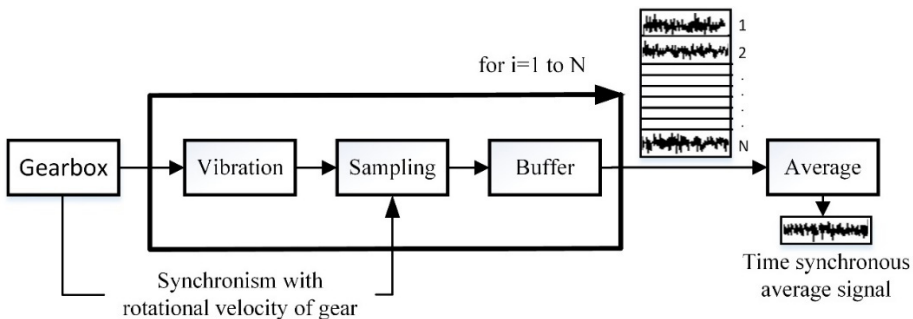 1
for i=1 to N
2
.
.
.
.
N
Gearbox
Vibration
Sampling
Buffer
Average
Synchronism with
rotational velocity of gear
Time synchronous
average signal